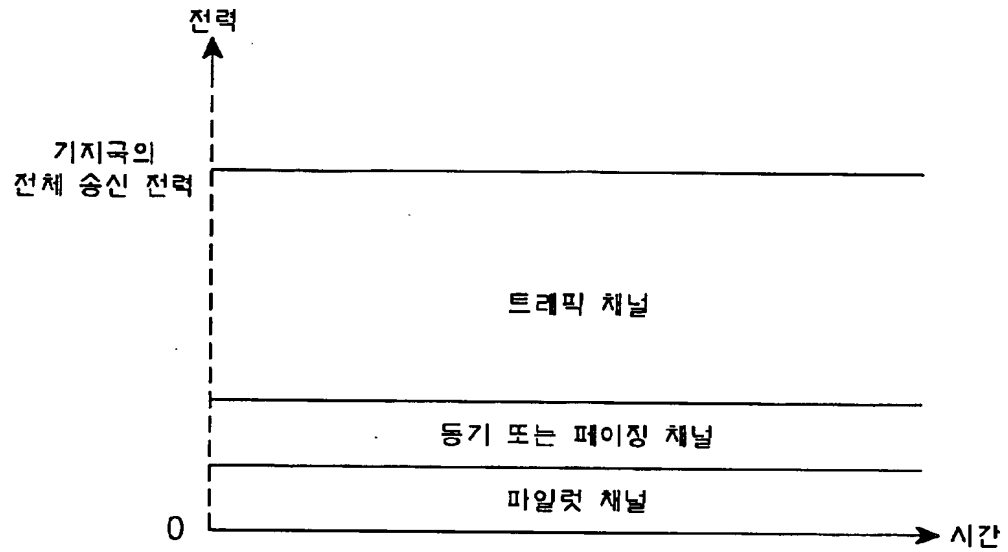 전력
기지국의
전체 송신 전력
트래픽 채널
동기 또는 페이징 채널
파일럿 채널
0
시간